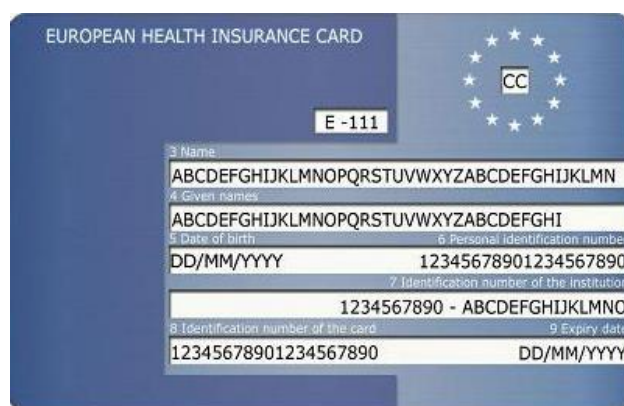 EUROPEAN HEALTH INSURANCE CARD
CC
E -111
3 Name
ABCDEFGHIJKLMNOPQRSTUVWXYZABCDEFGHIJKLMN
4 Given names
ABCDEFGHIJKLMNOPQRSTUVWXYZABCDEFGHI
5 Date of birth 6 Personal identification number
DD/MM/YYYY 12345678901234567890
7 Identification number of the institution
1234567890 - ABCDEFGHIJKLMNO
8 Identification number of the card 9 Expiry date
12345678901234567890 DD/MM/YYYY